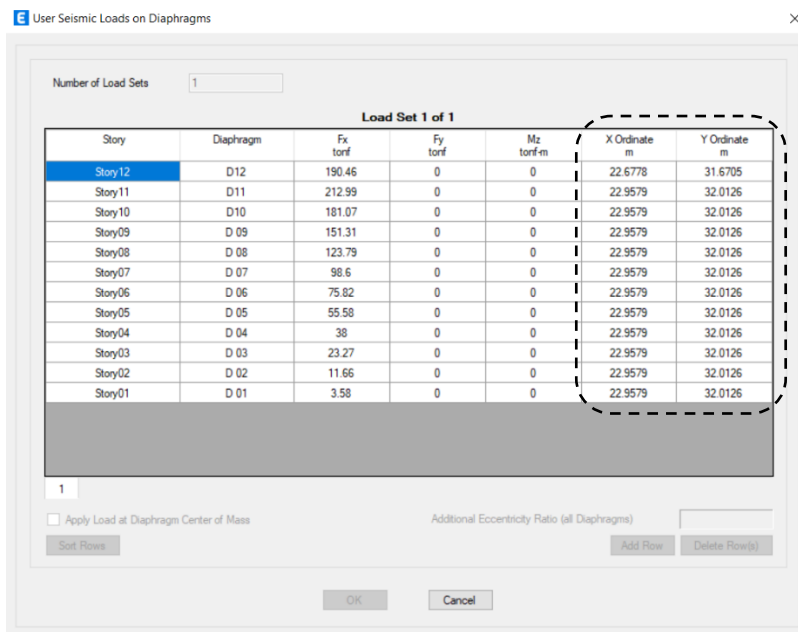 E User Seismic Loads on Diaphragms
Number of Load Sets 1
Load Set 1 of 1
Story Diaphragm Fx Fy Mz X Ordinate Y Ordinate
tonf tonf tonf-m m m
Story12 D12 190.46 0 0 22.6778 31.6705
Story11 D11 212.99 0 0 22.9579 32.0126
Story10 D10 181.07 0 0 22.9579 32.0126
Story09 D 09 151.31 0 0 22.9579 32.0126
Story08 D 08 123.79 0 0 22.9579 32.0126
Story07 D 07 98.6 0 0 22.9579 32.0126
Story06 D 06 75.82 0 0 22.9579 32.0126
Story05 D 05 55.58 0 0 22.9579 32.0126
Story04 D 04 38 0 0 22.9579 32.0126
Story03 D 03 23.27 0 0 22.9579 32.0126
Story02 D 02 11.66 0 0 22.9579 32.0126
Story01 D 01 3.58 0 0 22.9579 32.0126
1
Apply Load at Diaphragm Center of Mass Additional Eccentricity Ratio (all Diaphragms)
Sort Rows Add Row Delete Row(s)
OK Cancel